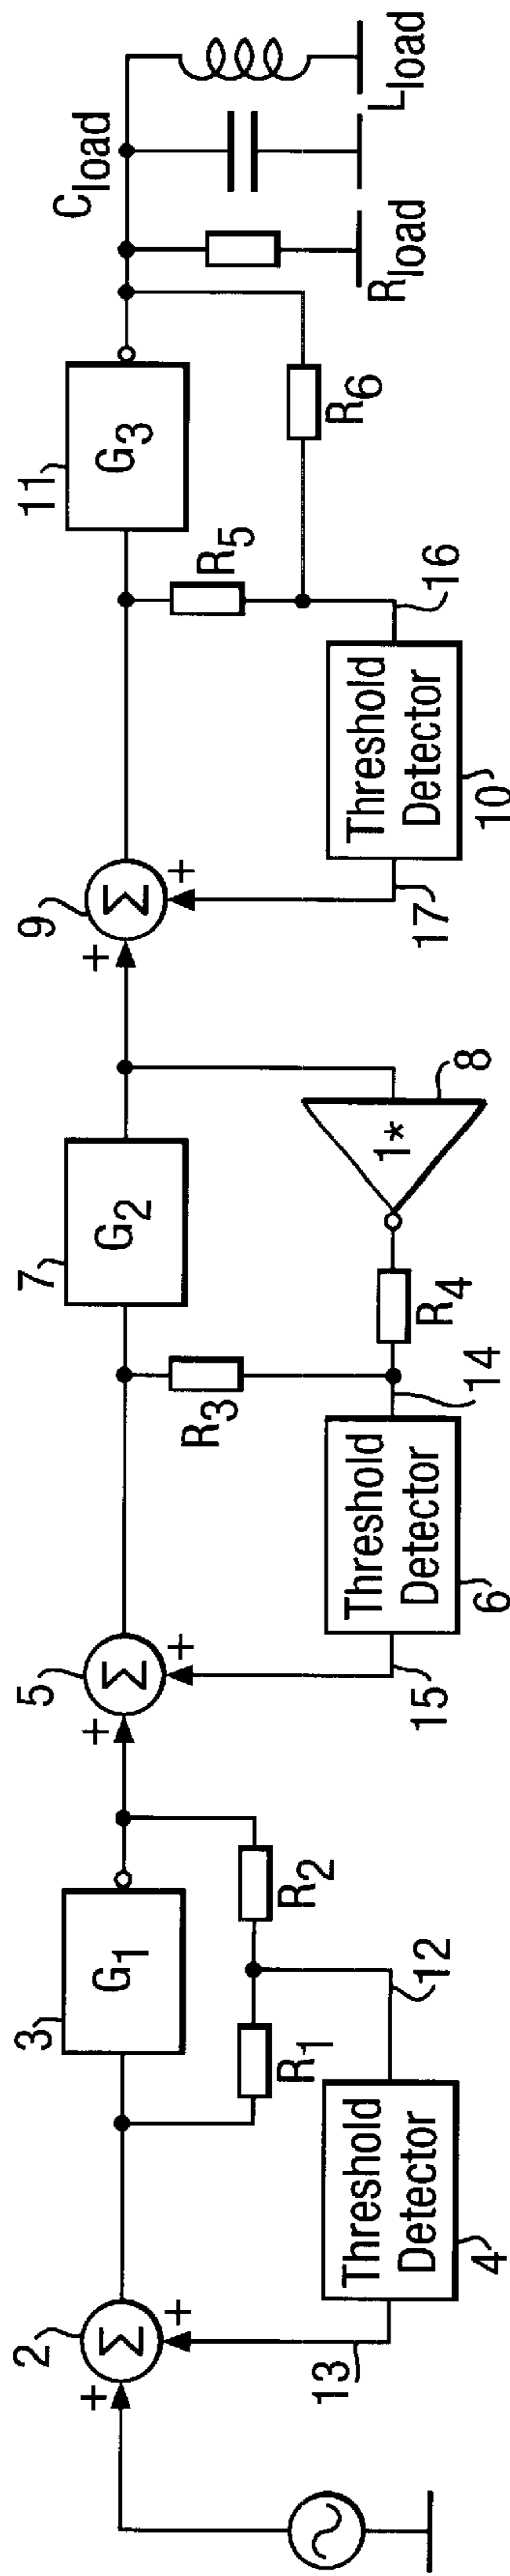 2
Σ
+
+
13
Threshold
Detector
4
12
3
G1
R1
R2
5
Σ
+
+
15
Threshold
Detector
6
14
R3
R4
7
G2
1*
8
9
Σ
+
+
17
Threshold
Detector
10
16
R5
R6
11
G3
Cload
Rload
Lload